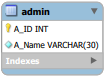 admin
A_ID INT
A_Name VARCHAR(30)
Indexes